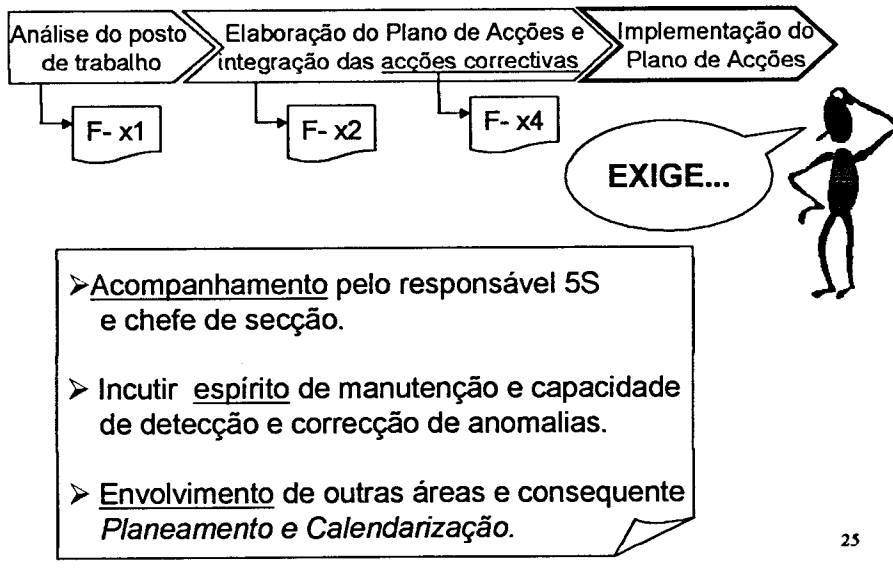 Análise do posto
de trabalho
Elaboração do Plano de Acções e
integração das acções correctivas
Implementação do
Plano de Acções
F- x1
F- x2
F- x4
EXIGE...
➢Acompanhamento pelo responsável 5S
e chefe de secção.
➢ Incutir espírito de manutenção e capacidade
de detecção e correcção de anomalias.
➢ Envolvimento de outras áreas e consequente
Planeamento e Calendarização.
25